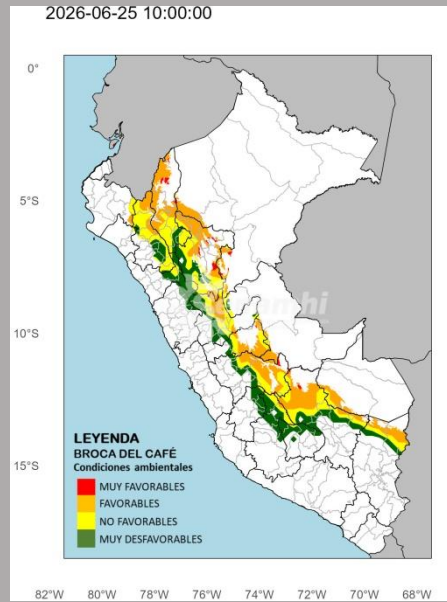 2026-06-25 10:00:00
0°
5°S
10°S
15°S
senamhi
LEYENDA
BROCA DEL CAFÉ
Condiciones ambientales
MUY FAVORABLES
FAVORABLES
NO FAVORABLES
MUY DESFAVORABLES
82°W 80°W 78°W 76°W 74°W 72°W 70°W 68°W